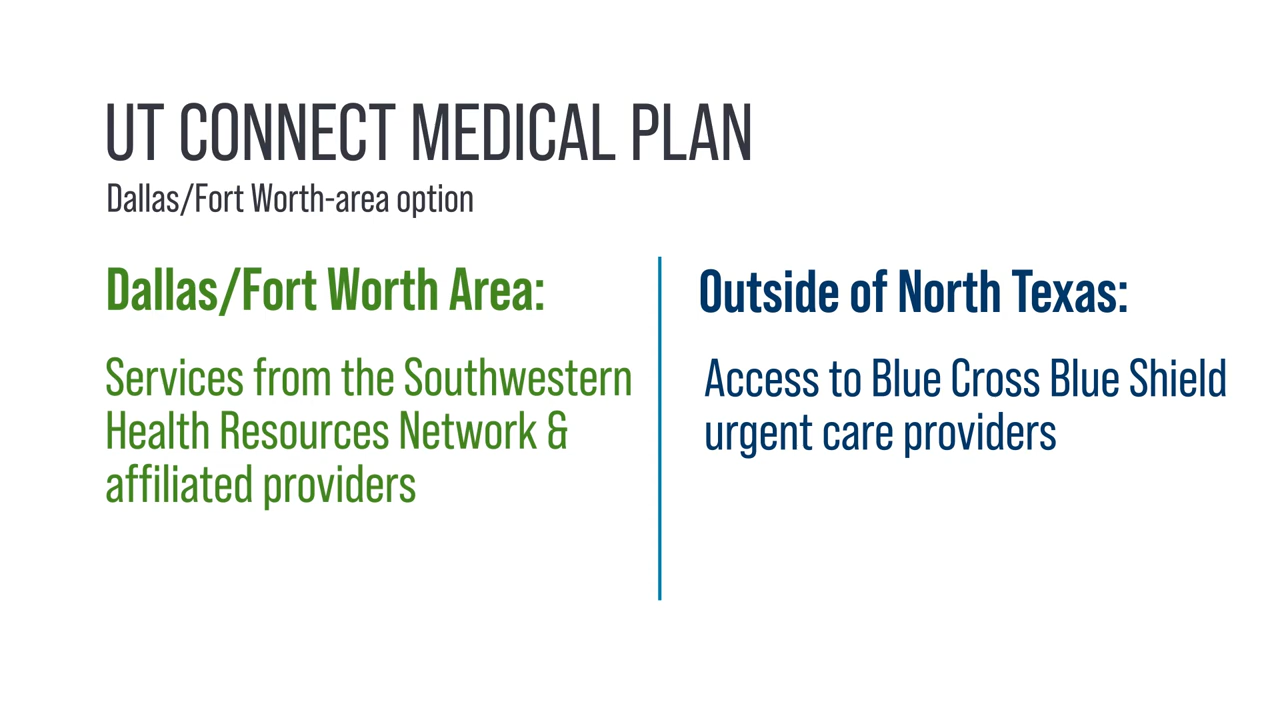 UT CONNECT MEDICAL PLAN
Dallas/Fort Worth-area option
Dallas/Fort Worth Area:
Services from the Southwestern
Health Resources Network &
affiliated providers
Outside of North Texas:
Access to Blue Cross Blue Shield
urgent care providers